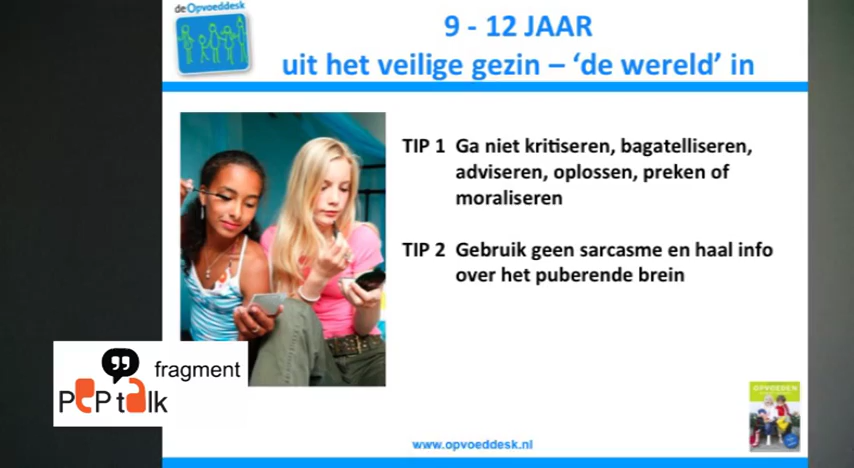 de Opvoeddesk
9 - 12 JAAR
uit het veilige gezin – ‘de wereld’ in
TIP 1 Ga niet kritiseren, bagatelliseren,
adviseren, oplossen, preken of
moraliseren
TIP 2 Gebruik geen sarcasme en haal info
over het puberende brein
fragment
PEP talk
OPVOEDEN
www.opvoeddesk.nl